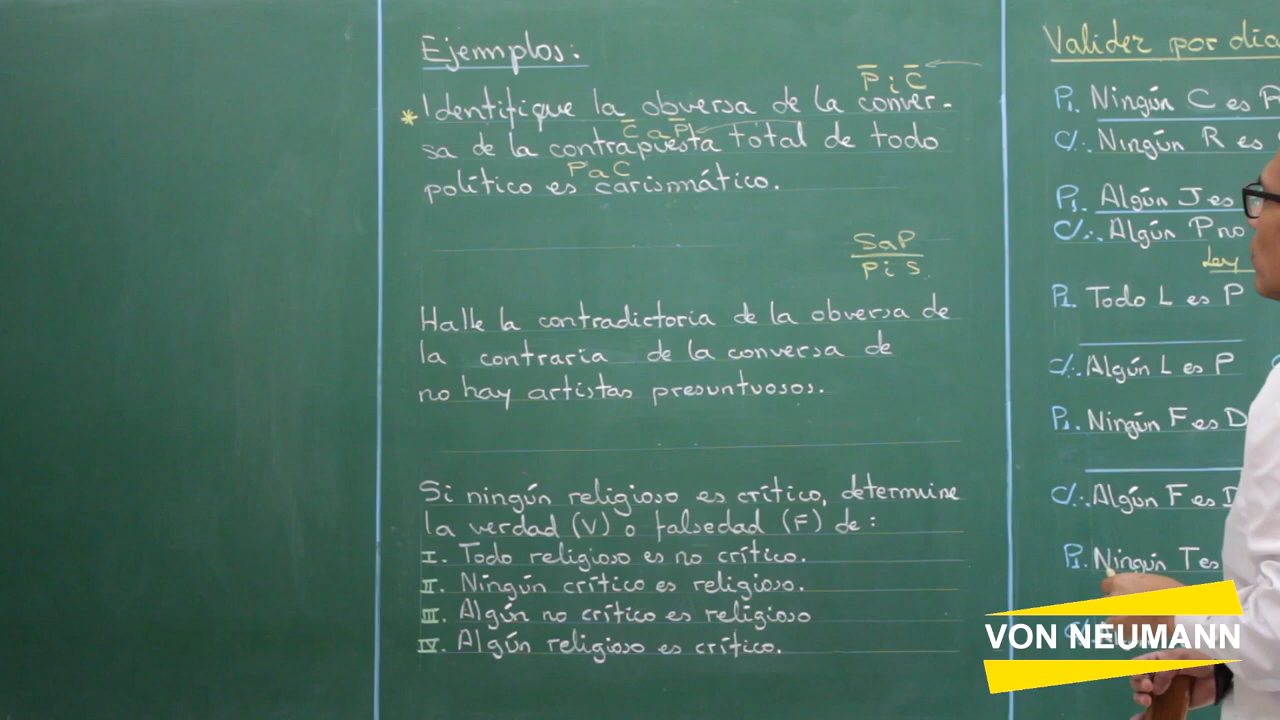 Ejemplos:
P̅ i C̅
* Identifique la obversa de la conver-
C̅ a P̅
sa de la contrapuesta total de todo
P a C
político es carismático.
SaP
P i S
Halle la contradictoria de la obversa de
la contraria de la conversa de
no hay artistas presuntuosos.
Si ningún religioso es crítico, determine
la verdad (V) o falsedad (F) de:
I. Todo religioso es no crítico.
II. Ningún crítico es religioso.
III. Algún no crítico es religioso
IV. Algún religioso es crítico.
Validez por
P₁. Ningún C es
C/∴ Ningún R es
P₁. Algún J es
C/∴ Algún P no
Ley
P₁. Todo L es P
C/∴ Algún L es P
P₁. Ningún F es D
C/∴ Algún F es D
P₁. Ningún T es
VON NEUMANN